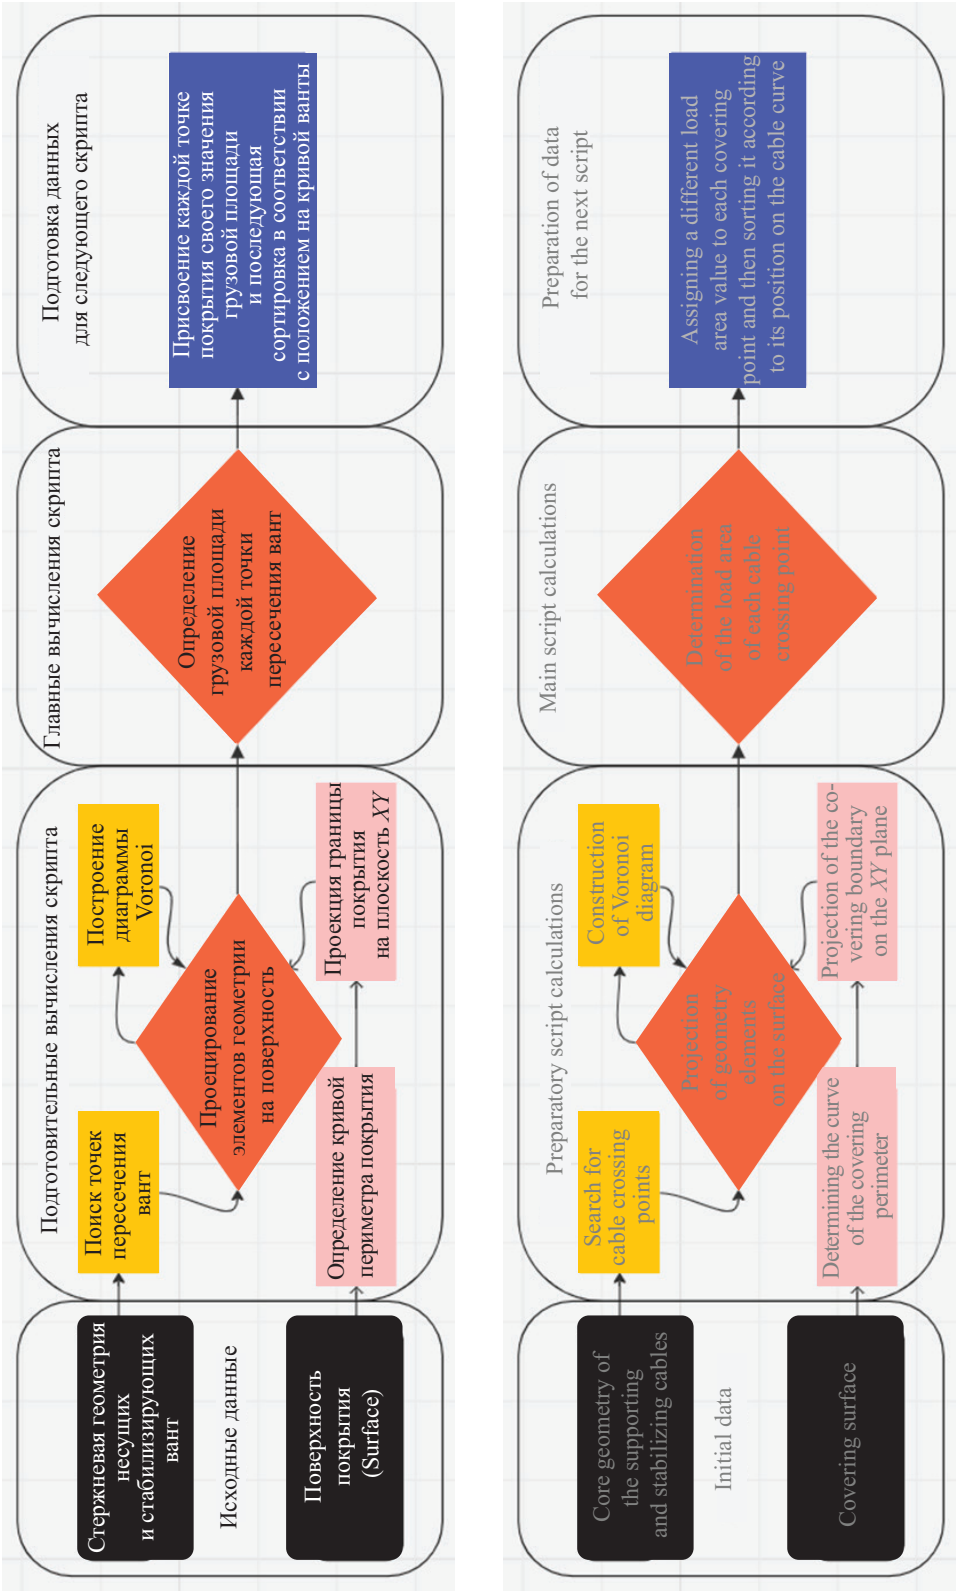 Исходные данные
Стержневая геометрия
несущих
и стабилизирующих
вант
Поверхность
покрытия
(Surface)
Подготовительные вычисления скрипта
Поиск точек
пересечения
вант
Построение
диаграммы
Voronoi
Проецирование
элементов геометрии
на поверхность
Определение кривой
периметра покрытия
Проекция границы
покрытия
на плоскость XY
Главные вычисления скрипта
Определение
грузовой площади
каждой точки
пересечения вант
Подготовка данных
для следующего скрипта
Присвоение каждой точке
покрытия своего значения
грузовой площади
и последующая
сортировка в соответствии
с положением на кривой ванты
Initial data
Core geometry of
the supporting
and stabilizing cables
Covering surface
Preparatory script calculations
Search for
cable crossing
points
Construction
of Voronoi
diagram
Projection
of geometry
elements
on the surface
Determining the curve
of the covering
perimeter
Projection of the co-
vering boundary
on the XY plane
Main script calculations
Determination
of the load area
of each cable
crossing point
Preparation of data
for the next script
Assigning a different load
area value to each covering
point and then sorting it according
to its position on the cable curve